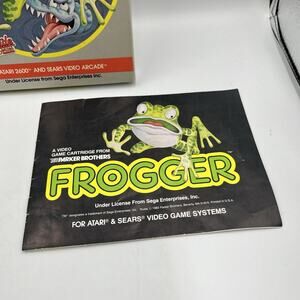 ATARI 2600™ AND SEARS VIDEO ARCADE™
Under License from Sega Enterprises Inc.
A VIDEO
GAME CARTRIDGE FROM
PARKER BROTHERS
FROGGER
Under License From Sega Enterprises, Inc.
FOR ATARI® & SEARS® VIDEO GAME SYSTEMS